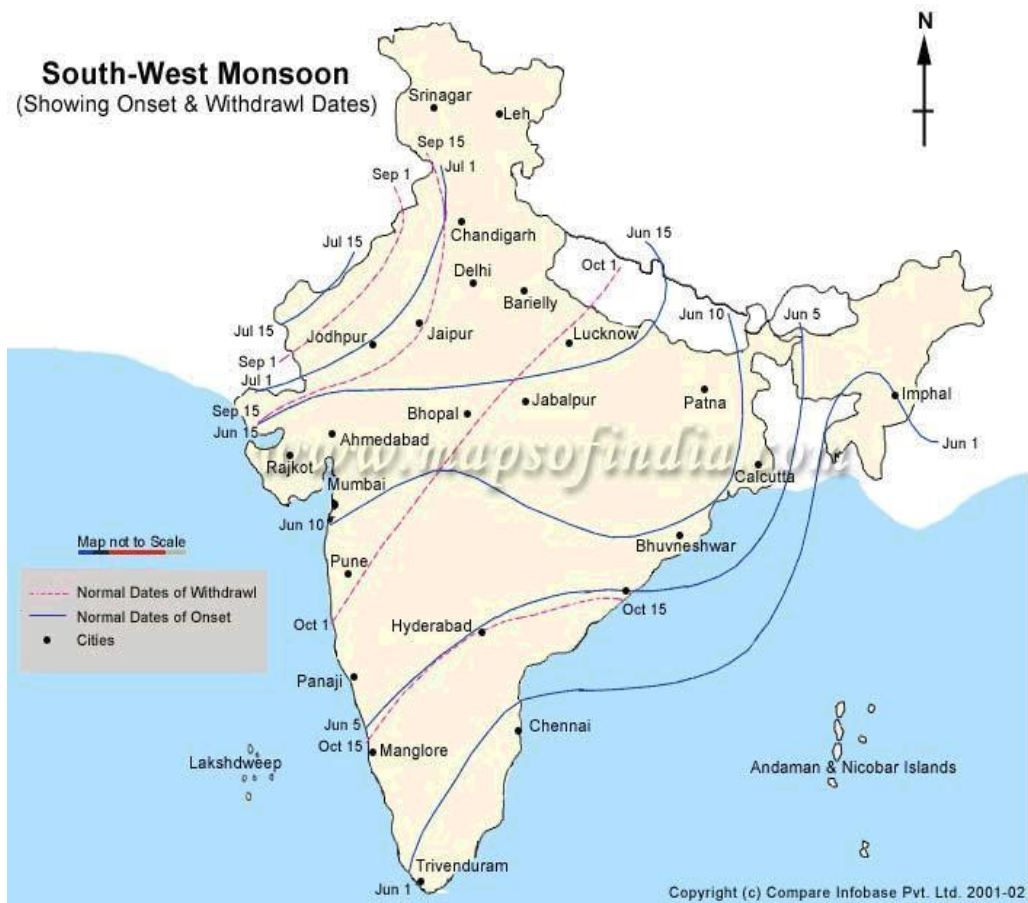 South-West Monsoon
(Showing Onset & Withdrawl Dates)
N
Srinagar
Leh
Sep 15
Jul 1
Sep 1
Chandigarh
Jul 15
Jun 15
Oct 1
Delhi
Barielly
Jun 10
Jun 5
Jul 15
Jodhpur
Jaipur
Lucknow
Sep 1
Jul 1
Patna
Imphal
Sep 15
Bhopal
Jabalpur
Jun 15
Ahmedabad
Jun 1
www.mapsofindia.com
Rajkot
Calcutta
Mumbai
Jun 10
Map not to Scale
Bhuvneshwar
Pune
Normal Dates of Withdrawl
Normal Dates of Onset
Cities
Oct 1
Hyderabad
Oct 15
Panaji
Jun 5
Chennai
Oct 15
Manglore
Lakshdweep
Andaman & Nicobar Islands
Trivenduram
Jun 1
Copyright (c) Compare Infobase Pvt. Ltd. 2001-02